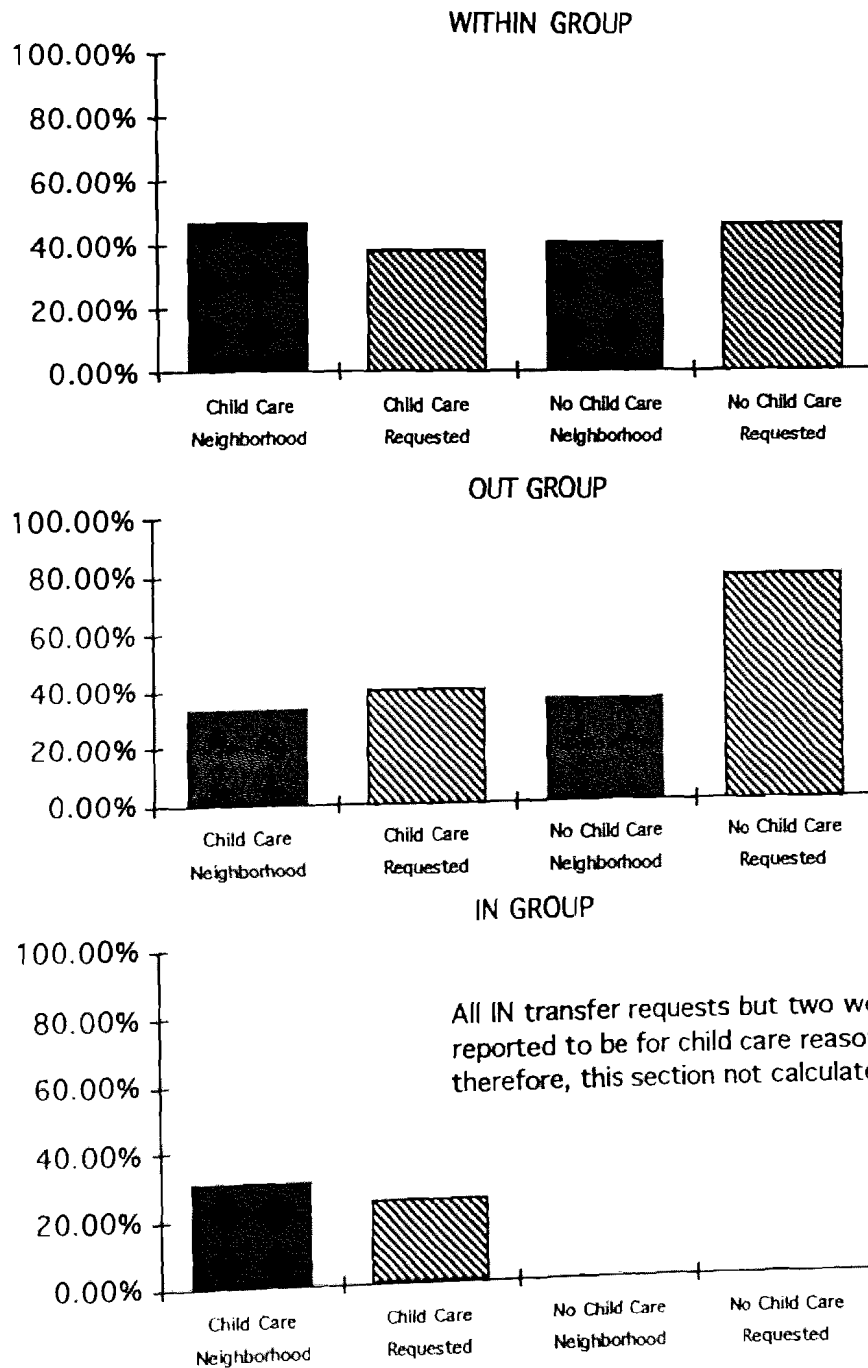 WITHIN GROUP
100.00%
80.00%
60.00%
40.00%
20.00%
0.00%
Child Care Child Care No Child Care No Child Care
Neighborhood Requested Neighborhood Requested
OUT GROUP
100.00%
80.00%
60.00%
40.00%
20.00%
0.00%
Child Care Child Care No Child Care No Child Care
Neighborhood Requested Neighborhood Requested
IN GROUP
100.00%
80.00%
60.00%
40.00%
20.00%
0.00%
All IN transfer requests but two
reported to be for child care
therefore, this section not
Child Care Child Care No Child Care No Child Care
Neighborhood Requested Neighborhood Requested